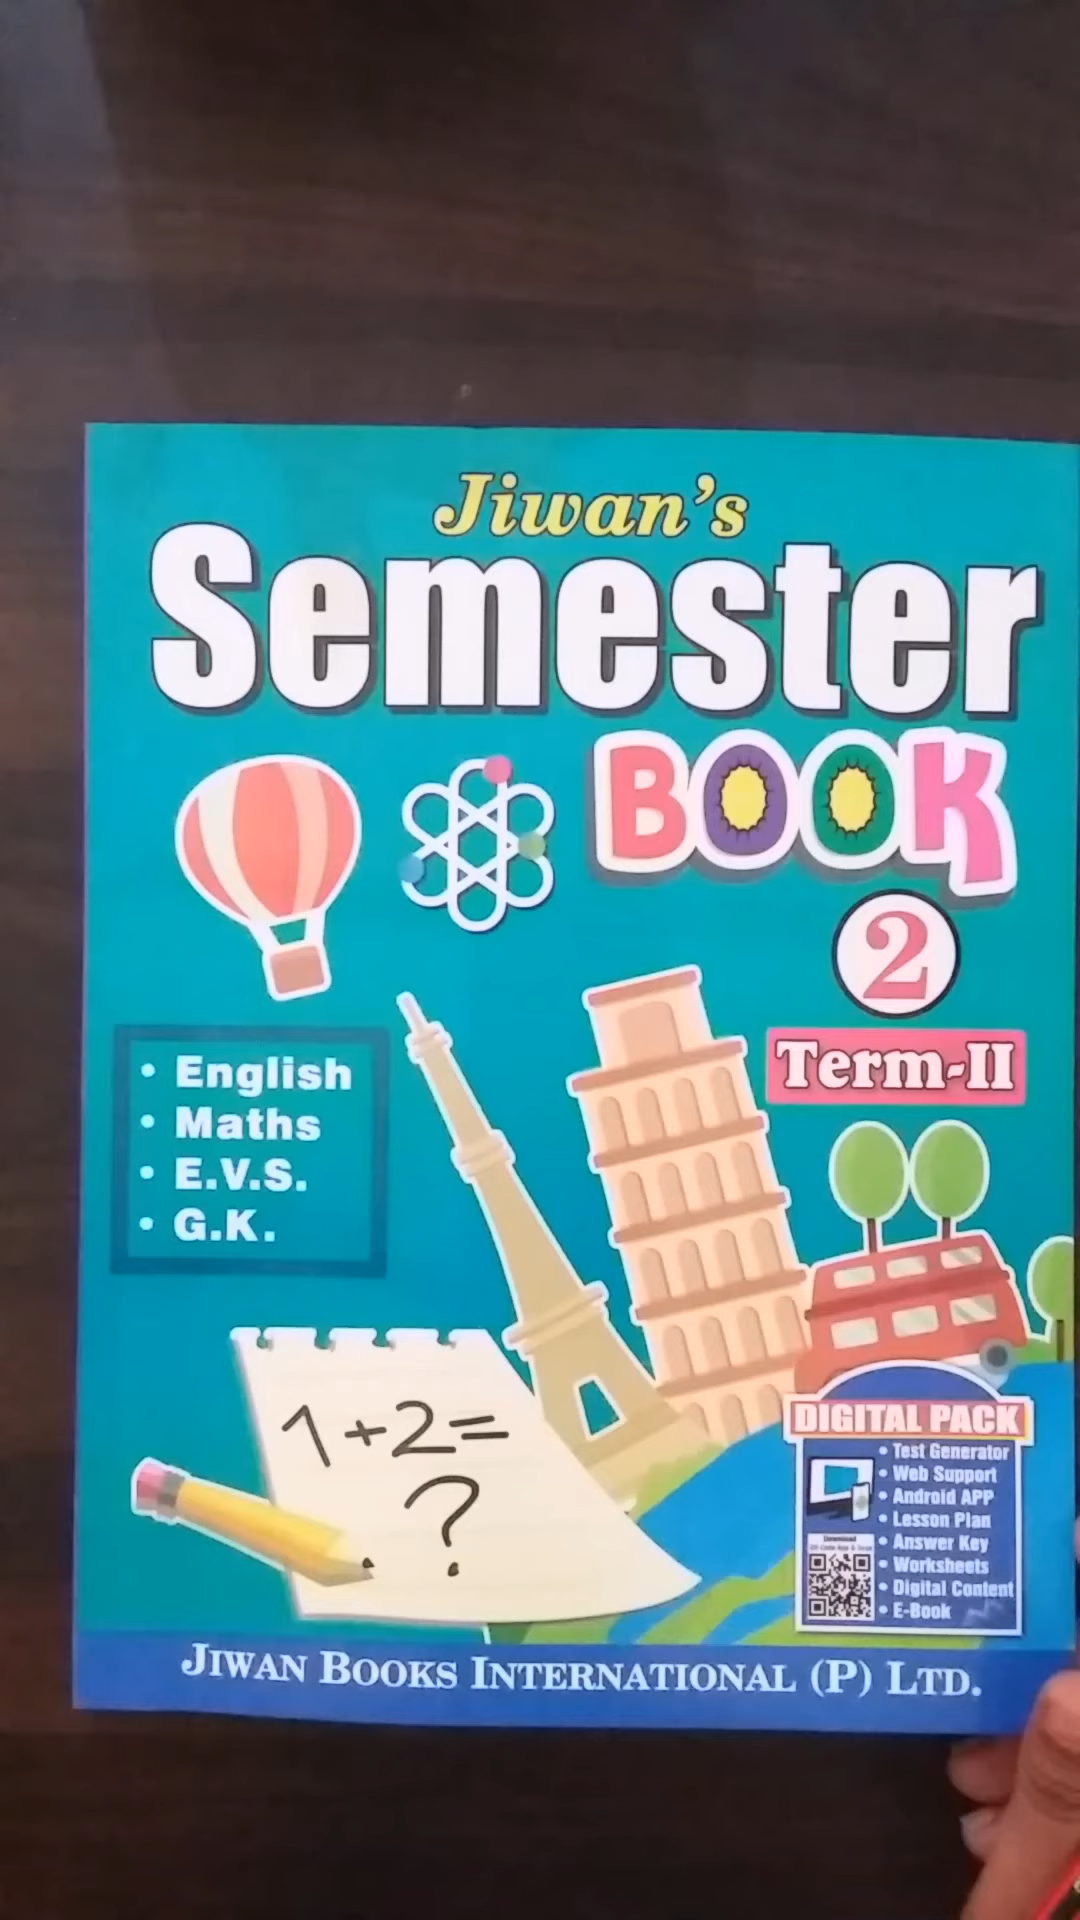 Jiwan's
Semester
BOOK
2
Term-II
• English
• Maths
• E.V.S.
• G.K.
1+2=
?
DIGITAL PACK
• Test Generator
• Web Support
• Android APP
• Lesson Plan
• Answer Key
• Worksheets
• Digital Content
• E-Book
Download
JIWAN BOOKS INTERNATIONAL (P) LTD.